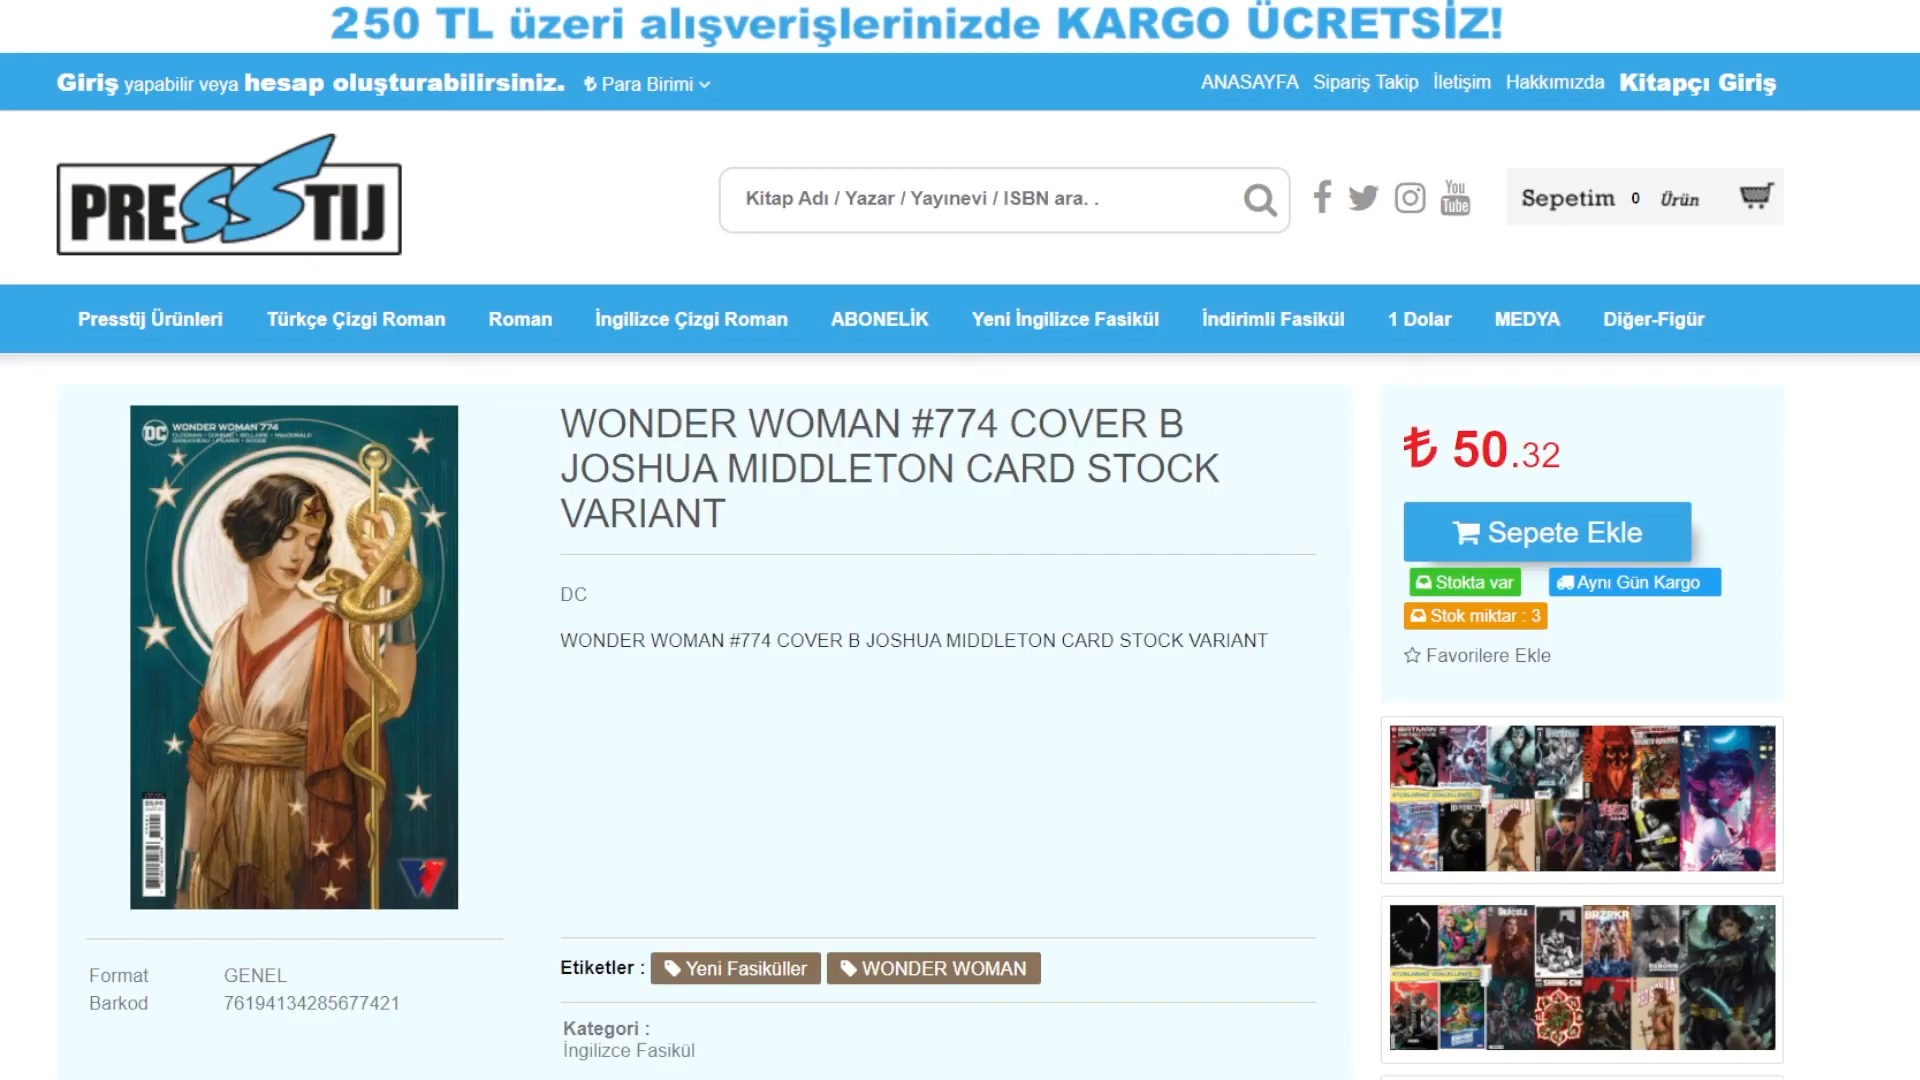 250 TL üzeri alışverişlerinizde KARGO ÜCRETSİZ!
Giriş yapabilir veya hesap oluşturabilirsiniz. ₺ Para Birimi
ANASAYFA Sipariş Takip İletişim Hakkımızda Kitapçı Giriş
PRESSTIJ
Kitap Adı / Yazar / Yayınevi / ISBN ara. .
You
Tube
Sepetim 0 Ürün
Presstij Ürünleri Türkçe Çizgi Roman Roman İngilizce Çizgi Roman ABONELİK Yeni İngilizce Fasikül İndirimli Fasikül 1 Dolar MEDYA Diğer-Figür
DC WONDER WOMAN 774
WONDER WOMAN #774 COVER B
JOSHUA MIDDLETON CARD STOCK
VARIANT
DC
WONDER WOMAN #774 COVER B JOSHUA MIDDLETON CARD STOCK VARIANT
₺ 50.32
Sepete Ekle
Stokta var
Aynı Gün Kargo
Stok miktar : 3
Favorilere Ekle
BRZRKR
SHANG-CHI
Format GENEL
Barkod 76194134285677421
Etiketler : Yeni Fasiküller WONDER WOMAN
Kategori :
İngilizce Fasikül